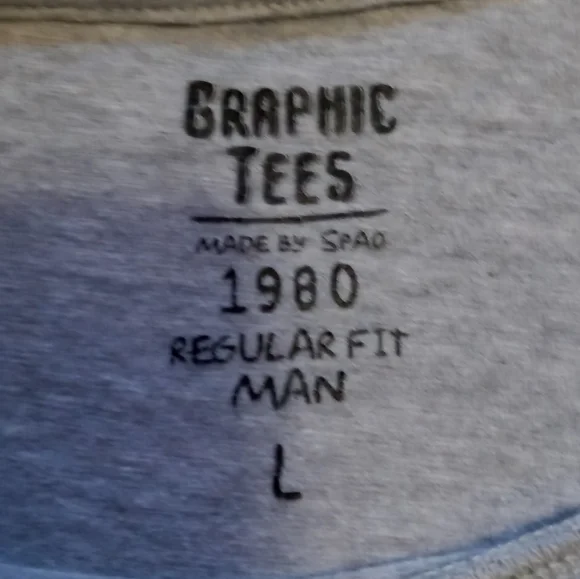 GRAPHIC
TEES
MADE BY SPAO
1980
REGULAR FIT
MAN
L